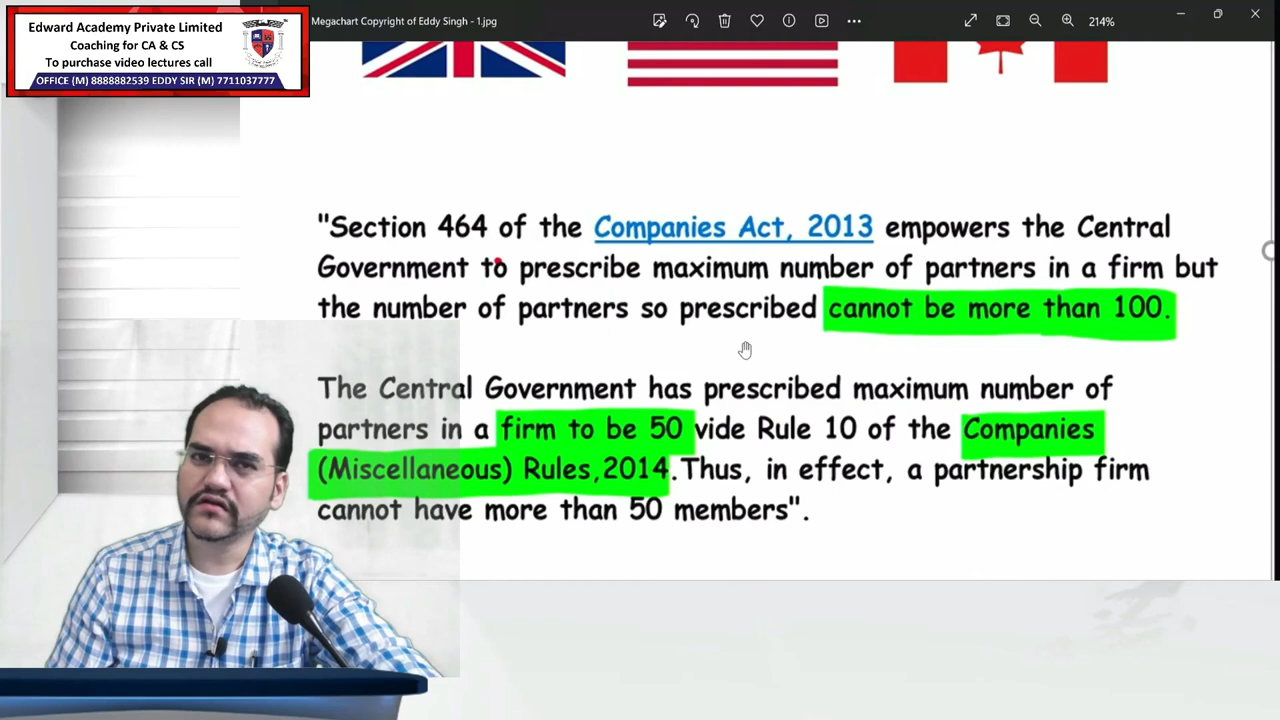 Edward Academy Private Limited
Coaching for CA & CS
To purchase video lectures call
OFFICE (M) 8888882539 EDDY SIR (M) 7711037777
Megachart Copyright of Eddy Singh - 1.jpg
214%
"Section 464 of the Companies Act, 2013 empowers the Central
Government to prescribe maximum number of partners in a firm but
the number of partners so prescribed cannot be more than 100.
The Central Government has prescribed maximum number of
partners in a firm to be 50 vide Rule 10 of the Companies
(Miscellaneous) Rules,2014.Thus, in effect, a partnership firm
cannot have more than 50 members".